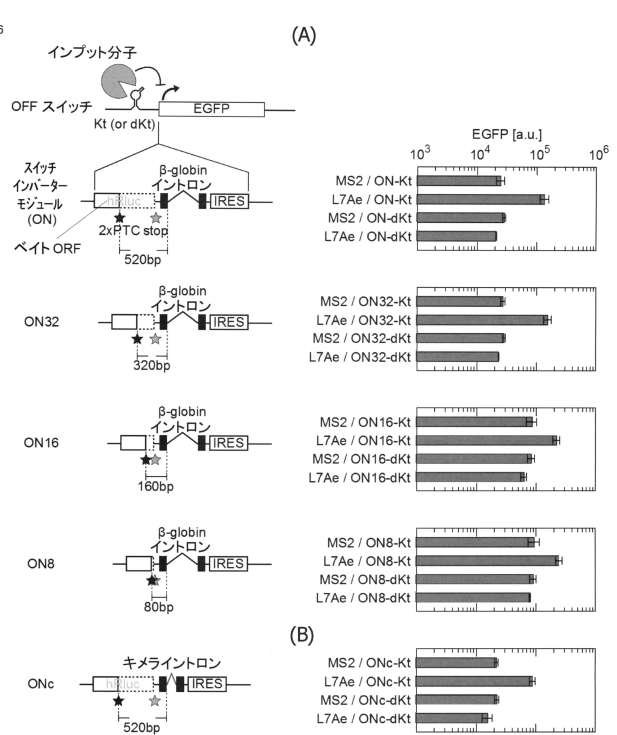 6
(A)
インプット分子
OFF スイッチ
EGFP
Kt (or dKt)
スイッチ
インバーター
モジュール
(ON)
β-globin
イントロン
hRluc
IRES
2xPTC stop
ベイト ORF
520bp
EGFP [a.u.]
10³ 10⁴ 10⁵ 10⁶
MS2 / ON-Kt
L7Ae / ON-Kt
MS2 / ON-dKt
L7Ae / ON-dKt
ON32
β-globin
イントロン
IRES
320bp
MS2 / ON32-Kt
L7Ae / ON32-Kt
MS2 / ON32-dKt
L7Ae / ON32-dKt
ON16
β-globin
イントロン
IRES
160bp
MS2 / ON16-Kt
L7Ae / ON16-Kt
MS2 / ON16-dKt
L7Ae / ON16-dKt
ON8
β-globin
イントロン
IRES
80bp
MS2 / ON8-Kt
L7Ae / ON8-Kt
MS2 / ON8-dKt
L7Ae / ON8-dKt
(B)
ONc
キメライントロン
hRluc
IRES
520bp
MS2 / ONc-Kt
L7Ae / ONc-Kt
MS2 / ONc-dKt
L7Ae / ONc-dKt